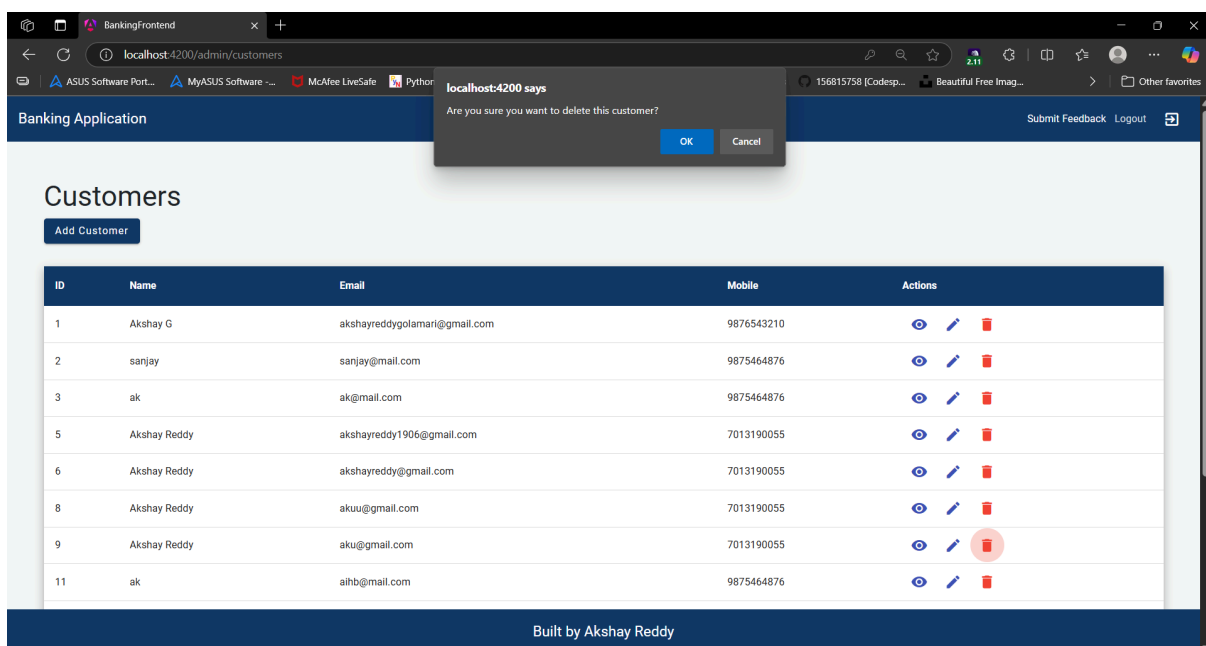 BankingFrontend
localhost:4200/admin/customers
2.11
ASUS Software Port... MyASUS Software -... McAfee LiveSafe Python 156815758 [Codesp... Beautiful Free Imag... Other favorites
localhost:4200 says
Are you sure you want to delete this customer?
OK Cancel
Banking Application Submit Feedback Logout
Customers
Add Customer
ID Name Email Mobile Actions
1 Akshay G akshayreddygolamari@gmail.com 9876543210
2 sanjay sanjay@mail.com 9875464876
3 ak ak@mail.com 9875464876
5 Akshay Reddy akshayreddy1906@gmail.com 7013190055
6 Akshay Reddy akshayreddy@gmail.com 7013190055
8 Akshay Reddy akuu@gmail.com 7013190055
9 Akshay Reddy aku@gmail.com 7013190055
11 ak aihb@mail.com 9875464876
Built by Akshay Reddy